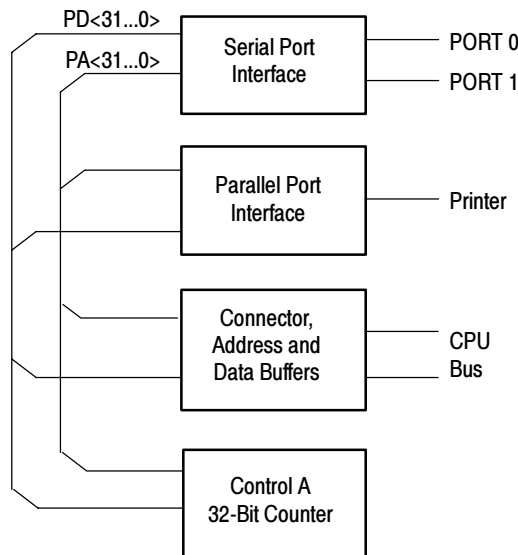 PD<31...0>
PA<31...0>
Serial Port
Interface
PORT 0
PORT 1
Parallel Port
Interface
Printer
Connector,
Address and
Data Buffers
CPU
Bus
Control A
32-Bit Counter